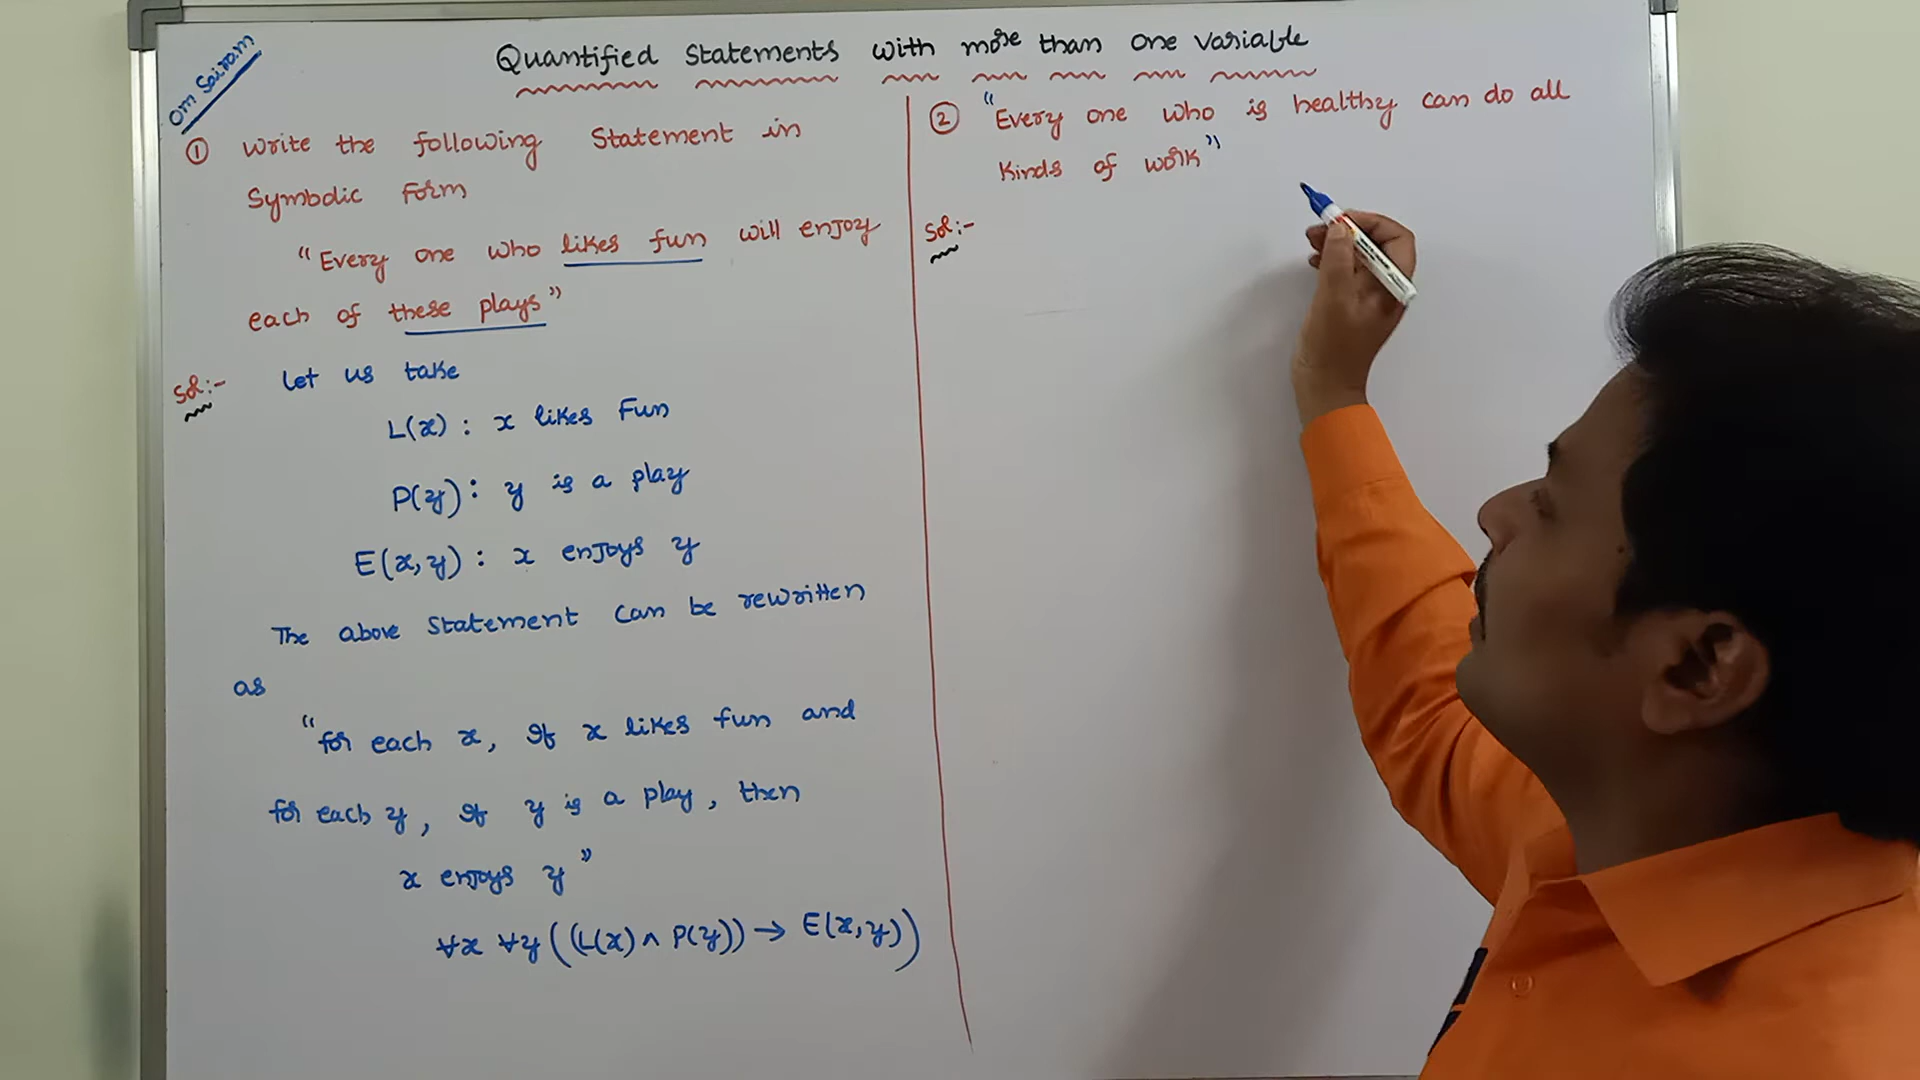 Om Sairam
Quantified Statements with more than one variable
① Write the following Statement in
Symbolic Form
"Every one who likes fun will enjoy
each of these plays"
Sol:- Let us take
L(x) : x likes Fun
P(y) : y is a play
E(x,y) : x enjoys y
The above Statement can be rewritten
as
"for each x, if x likes fun and
for each y, if y is a play, then
x enjoys y"
∀x ∀y((L(x) ∧ P(y)) → E(x,y))
② "Every one who is healthy can do all
Kinds of work"
Sol:-